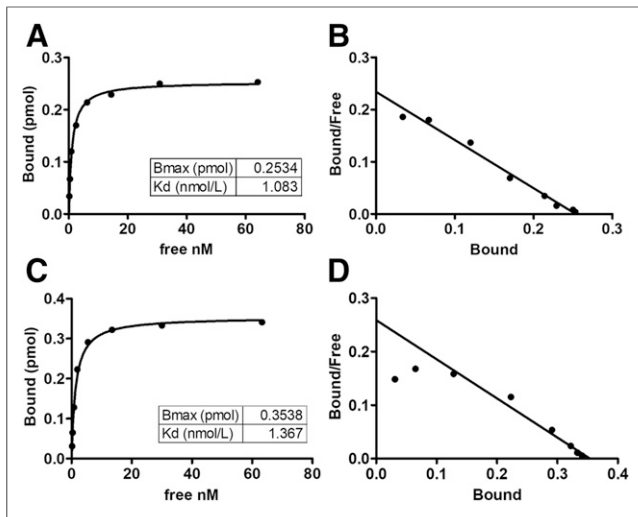 A
B
0.3
0.2
0.1
0.0
Bound (pmol)
0 20 40 60 80
free nM
Bmax (pmol) 0.2534
Kd (nmol/L) 1.083
0.3
0.2
0.1
0.0
Bound/Free
0.0 0.1 0.2 0.3
Bound
C
D
0.4
0.3
0.2
0.1
0.0
Bound (pmol)
0 20 40 60 80
free nM
Bmax (pmol) 0.3538
Kd (nmol/L) 1.367
0.3
0.2
0.1
0.0
Bound/Free
0.0 0.1 0.2 0.3 0.4
Bound